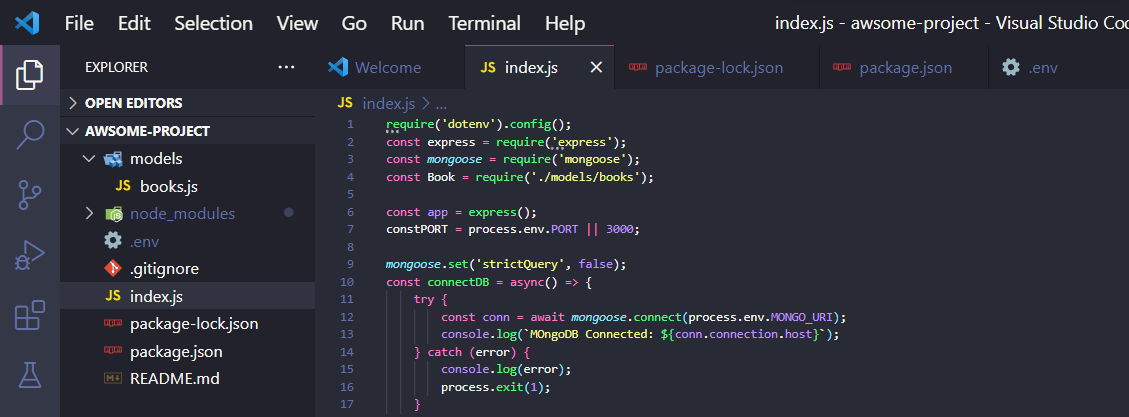 File Edit Selection View Go Run Terminal Help index.js - awsome-project - Visual Studio Co
EXPLORER ...
Welcome JS index.js × package-lock.json package.json .env
OPEN EDITORS
AWSOME-PROJECT
models
JS books.js
node_modules
.env
.gitignore
JS index.js
package-lock.json
package.json
README.md
JS index.js > ...
1 require('dotenv').config();
2 const express = require('express');
3 const mongoose = require('mongoose');
4 const Book = require('./models/books');
5
6 const app = express();
7 constPORT = process.env.PORT || 3000;
8
9 mongoose.set('strictQuery', false);
10 const connectDB = async() => {
11 try {
12 const conn = await mongoose.connect(process.env.MONGO_URI);
13 console.log(`MOngoDB Connected: ${conn.connection.host}`);
14 } catch (error) {
15 console.log(error);
16 process.exit(1);
17 }